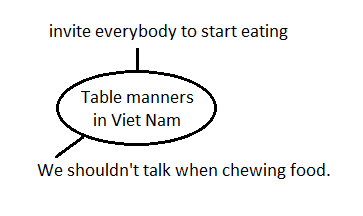 invite everybody to start eating
Table manners
in Viet Nam
We shouldn't talk when chewing food.